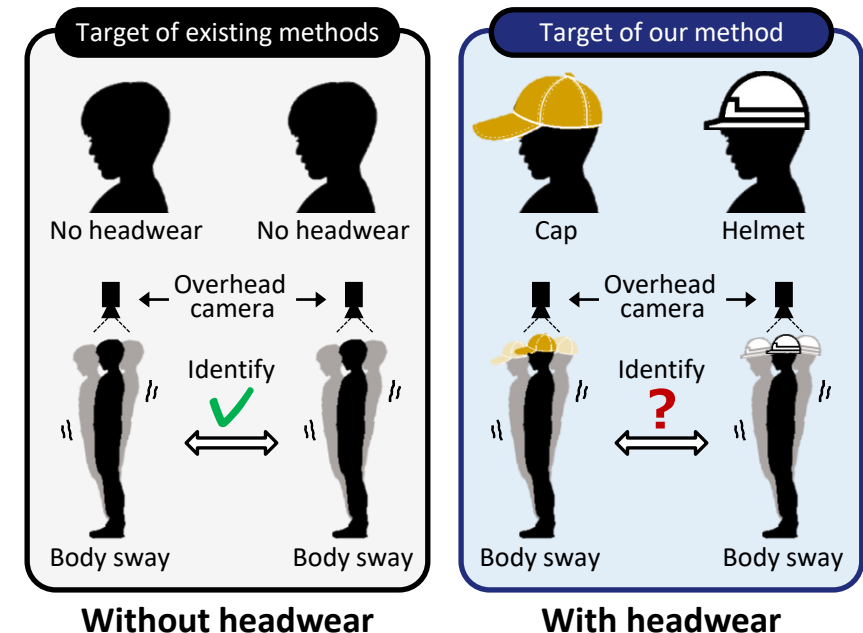 Target of existing methods
No headwear
No headwear
Overhead
camera
Identify
Body sway
Body sway
Without headwear
Target of our method
Cap
Helmet
Overhead
camera
Identify
?
Body sway
Body sway
With headwear